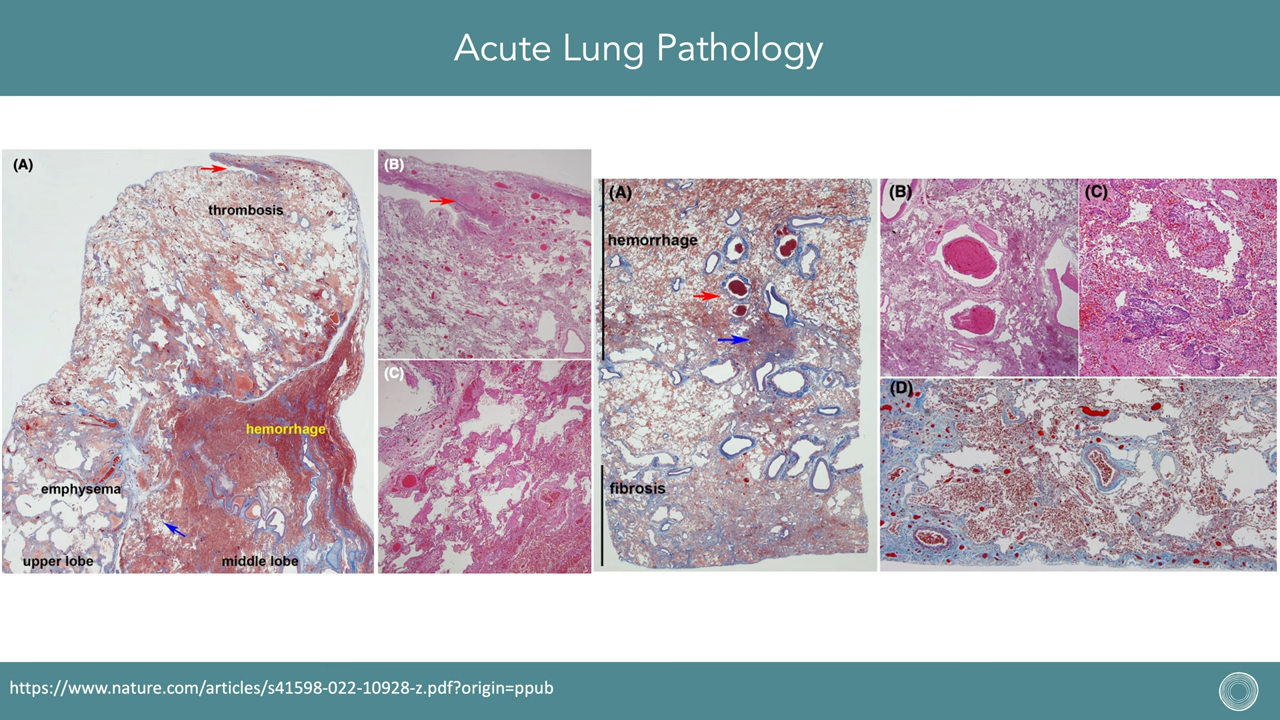 Acute Lung Pathology
(A)
thrombosis
hemorrhage
emphysema
upper lobe
middle lobe
(B)
(C)
(A)
hemorrhage
fibrosis
(B)
(C)
(D)
https://www.nature.com/articles/s41598-022-10928-z.pdf?origin=ppub